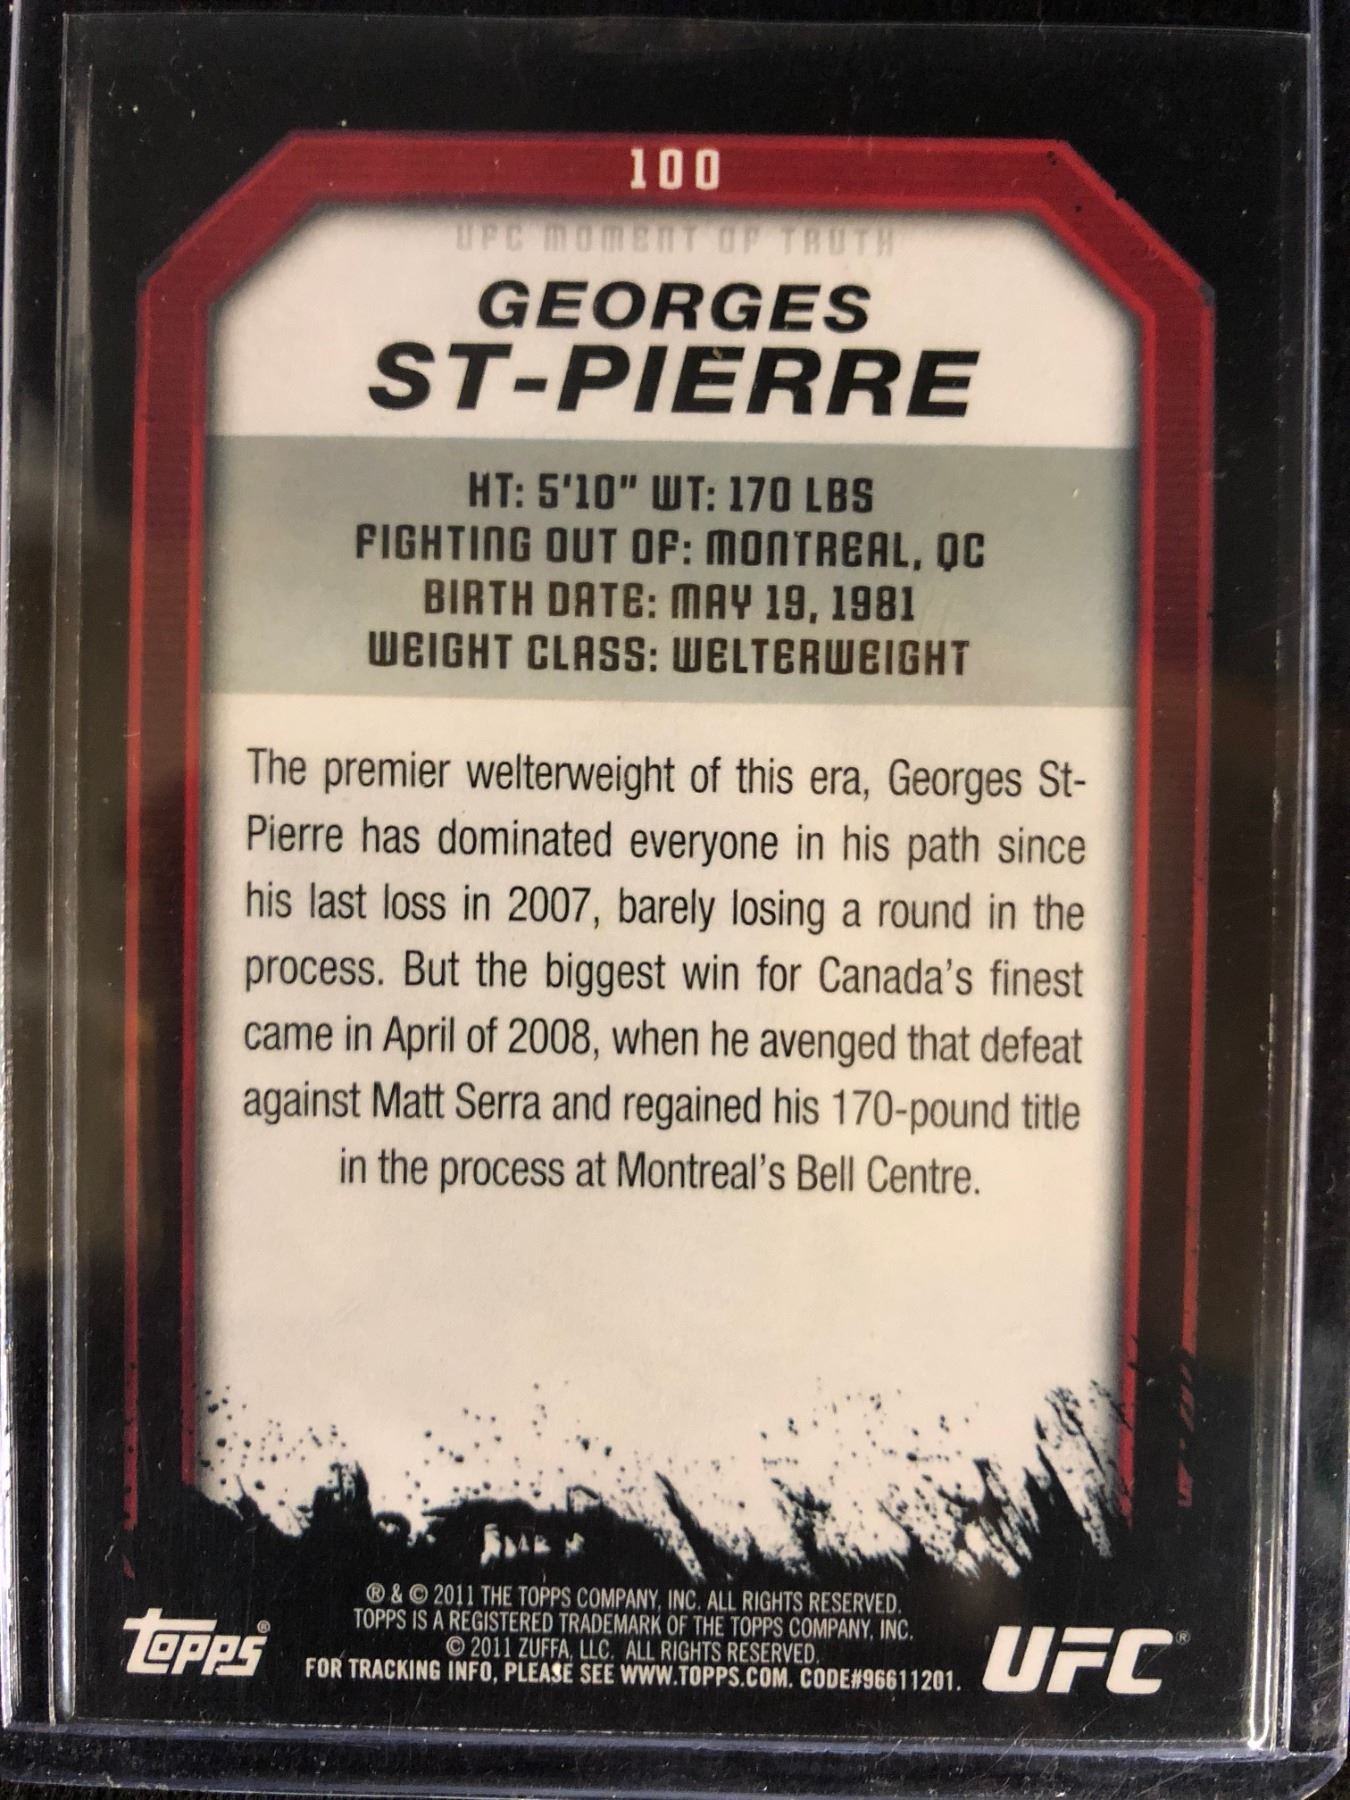 100
UFC MOMENT OF TRUTH
GEORGES
ST-PIERRE
HT: 5'10" WT: 170 LBS
FIGHTING OUT OF: MONTREAL, QC
BIRTH DATE: MAY 19, 1981
WEIGHT CLASS: WELTERWEIGHT
The premier welterweight of this era, Georges St-
Pierre has dominated everyone in his path since
his last loss in 2007, barely losing a round in the
process. But the biggest win for Canada's finest
came in April of 2008, when he avenged that defeat
against Matt Serra and regained his 170-pound title
in the process at Montreal's Bell Centre.
® & © 2011 THE TOPPS COMPANY, INC. ALL RIGHTS RESERVED.
TOPPS IS A REGISTERED TRADEMARK OF THE TOPPS COMPANY, INC.
© 2011 ZUFFA, LLC. ALL RIGHTS RESERVED.
FOR TRACKING INFO, PLEASE SEE WWW.TOPPS.COM. CODE#96611201.
Topps®
UFC®